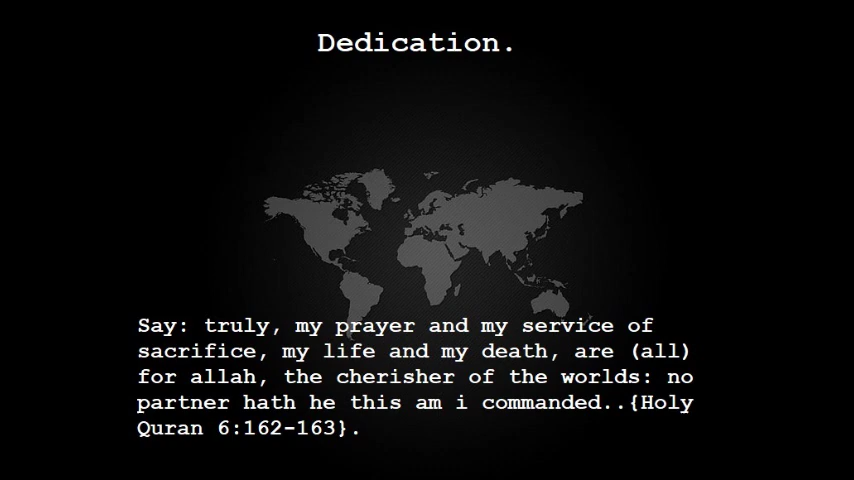 Dedication.
Say: truly, my prayer and my service of
sacrifice, my life and my death, are (all)
for allah, the cherisher of the worlds: no
partner hath he this am i commanded..{Holy
Quran 6:162-163}.